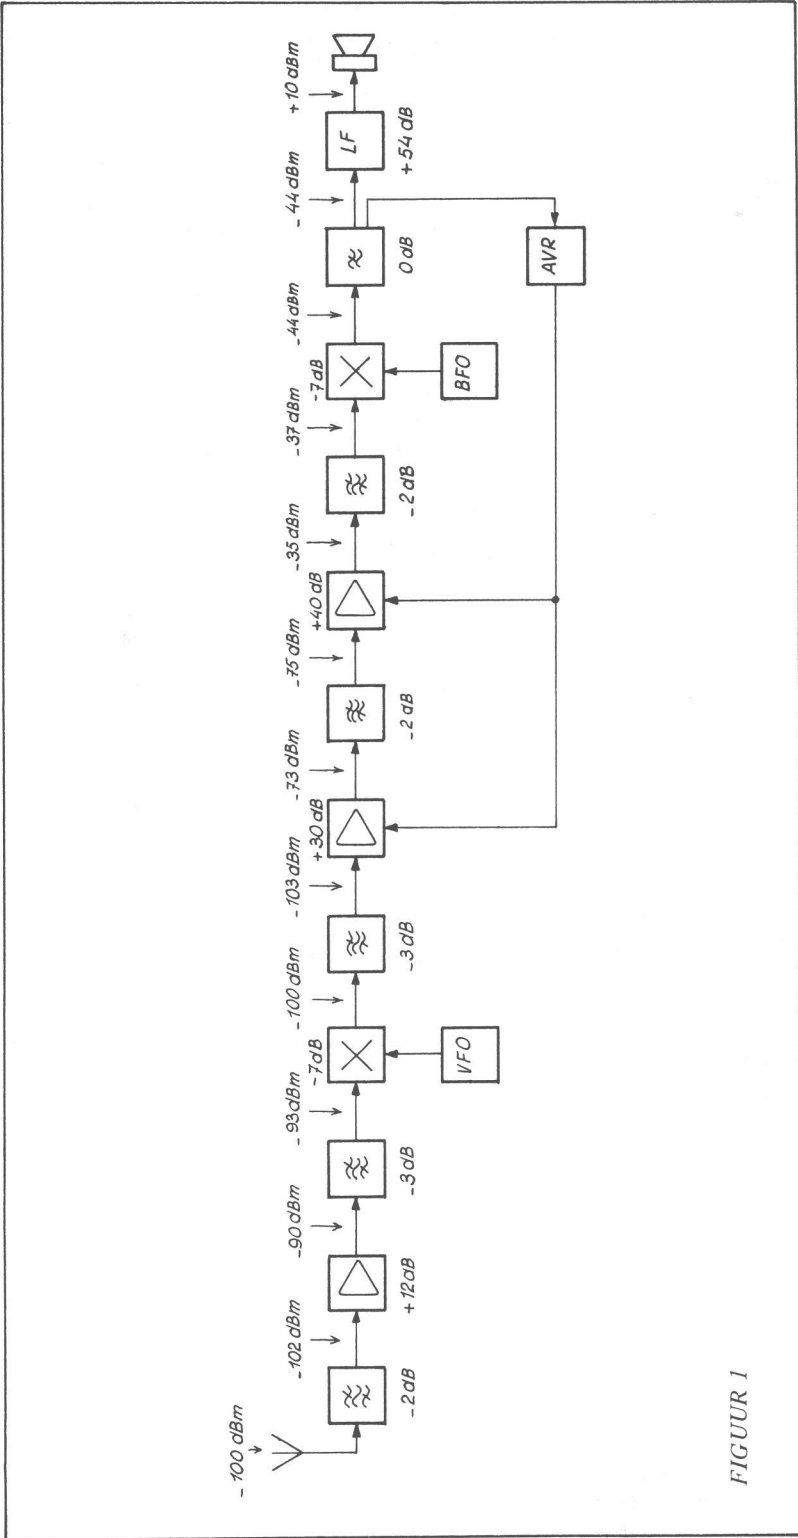 -100 dBm
-2 dB
-102 dBm
+12 dB
-90 dBm
-3 dB
-93 dBm
-7 dB
VFO
-100 dBm
-3 dB
-103 dBm
+30 dB
-73 dBm
-2 dB
-75 dBm
+40 dB
-35 dBm
-2 dB
-37 dBm
-7 dB
BFO
-44 dBm
0 dB
AVR
-44 dBm
LF
+54 dB
+10 dBm
FIGUUR 1